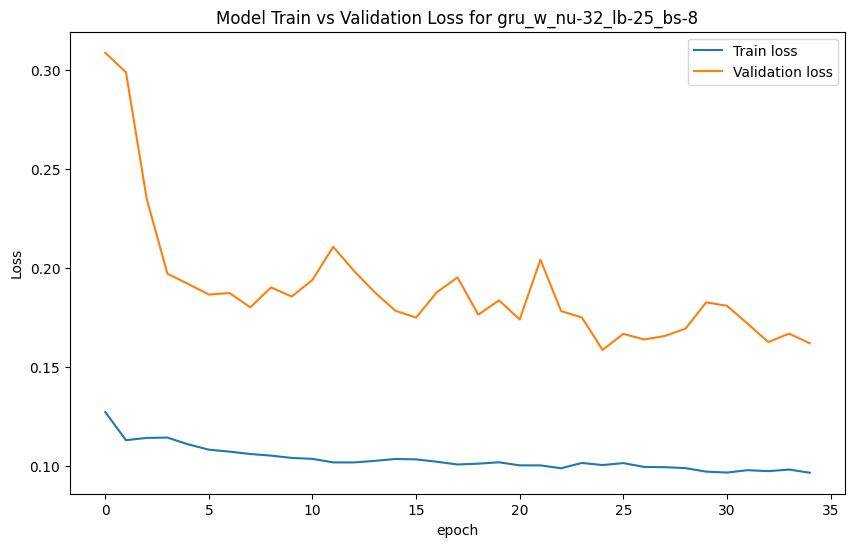 Model Train vs Validation Loss for gru_w_nu-32_lb-25_bs-8
Train loss
Validation loss
Loss
0.30
0.25
0.20
0.15
0.10
0 5 10 15 20 25 30 35
epoch